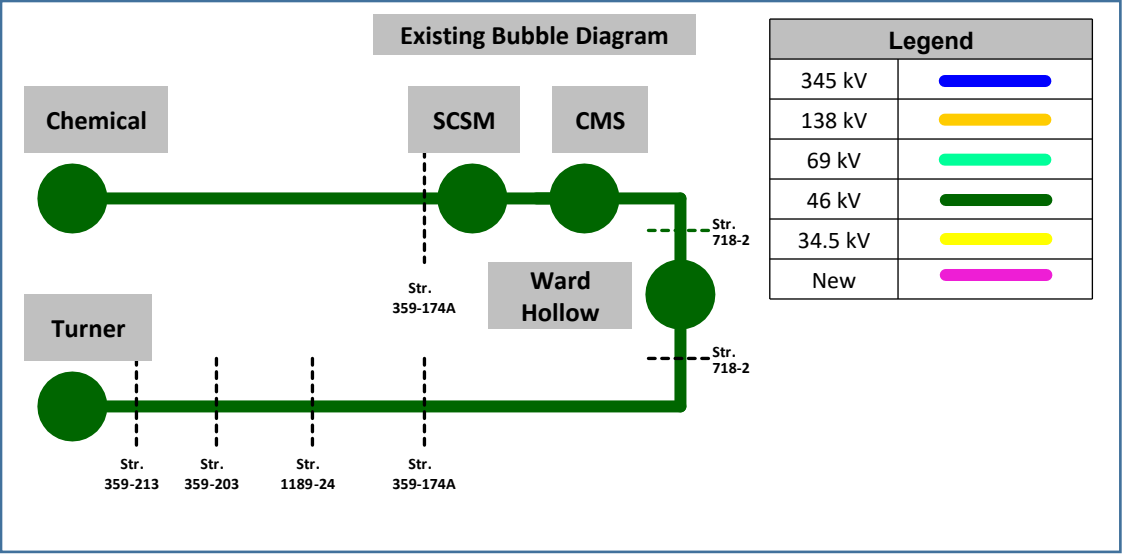 Existing Bubble Diagram
Legend
345 kV
138 kV
69 kV
46 kV
34.5 kV
New
Chemical
SCSM
CMS
Str.
718-2
Str.
359-174A
Ward
Hollow
Turner
Str.
718-2
Str.
359-213
Str.
359-203
Str.
1189-24
Str.
359-174A